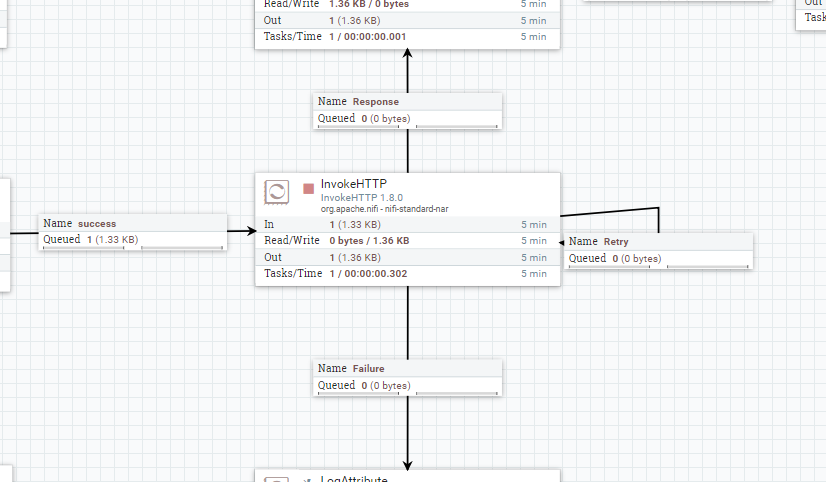 Read/Write 1.36 KB / 0 bytes 5 min
Out 1 (1.36 KB) 5 min
Tasks/Time 1 / 00:00:00.001 5 min
Out
Task
Name Response
Queued 0 (0 bytes)
InvokeHTTP
InvokeHTTP 1.8.0
org.apache.nifi - nifi-standard-nar
In 1 (1.33 KB) 5 min
Read/Write 0 bytes / 1.36 KB 5 min
Out 1 (1.36 KB) 5 min
Tasks/Time 1 / 00:00:00.302 5 min
Name success
Queued 1 (1.33 KB)
Name Retry
Queued 0 (0 bytes)
Name Failure
Queued 0 (0 bytes)
LogAttribute